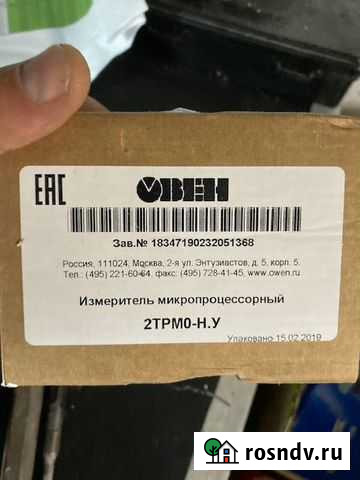 EAC
ОВЕН
Зав.№ 18347190232051368
Россия, 111024, Москва, 2-я ул. Энтузиастов, д. 5, корп. 5.
Тел.: (495) 221-60-64, факс: (495) 728-41-45, www.owen.ru
Измеритель микропроцессорный
2ТРМ0-Н.У
Упаковано 15.02.2019
rosndv.ru